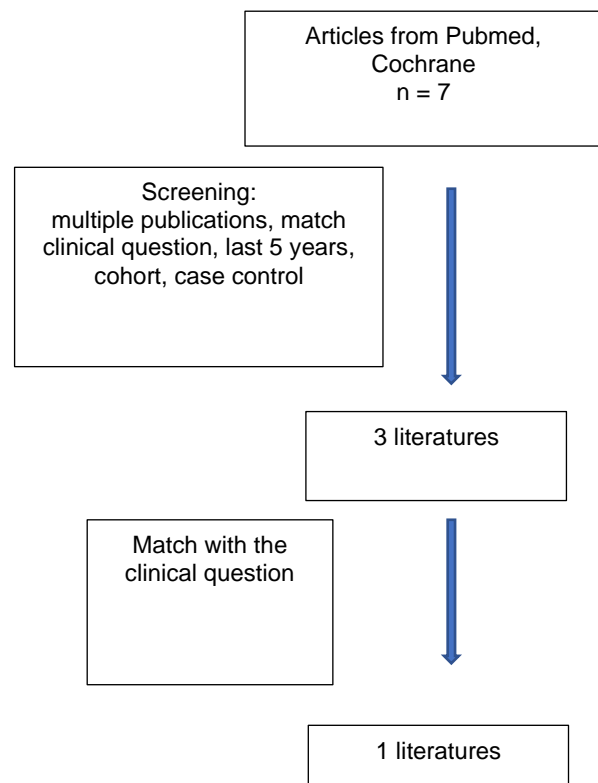 Articles from Pubmed,
Cochrane
n = 7
Screening:
multiple publications, match
clinical question, last 5 years,
cohort, case control
3 literatures
Match with the
clinical question
1 literatures